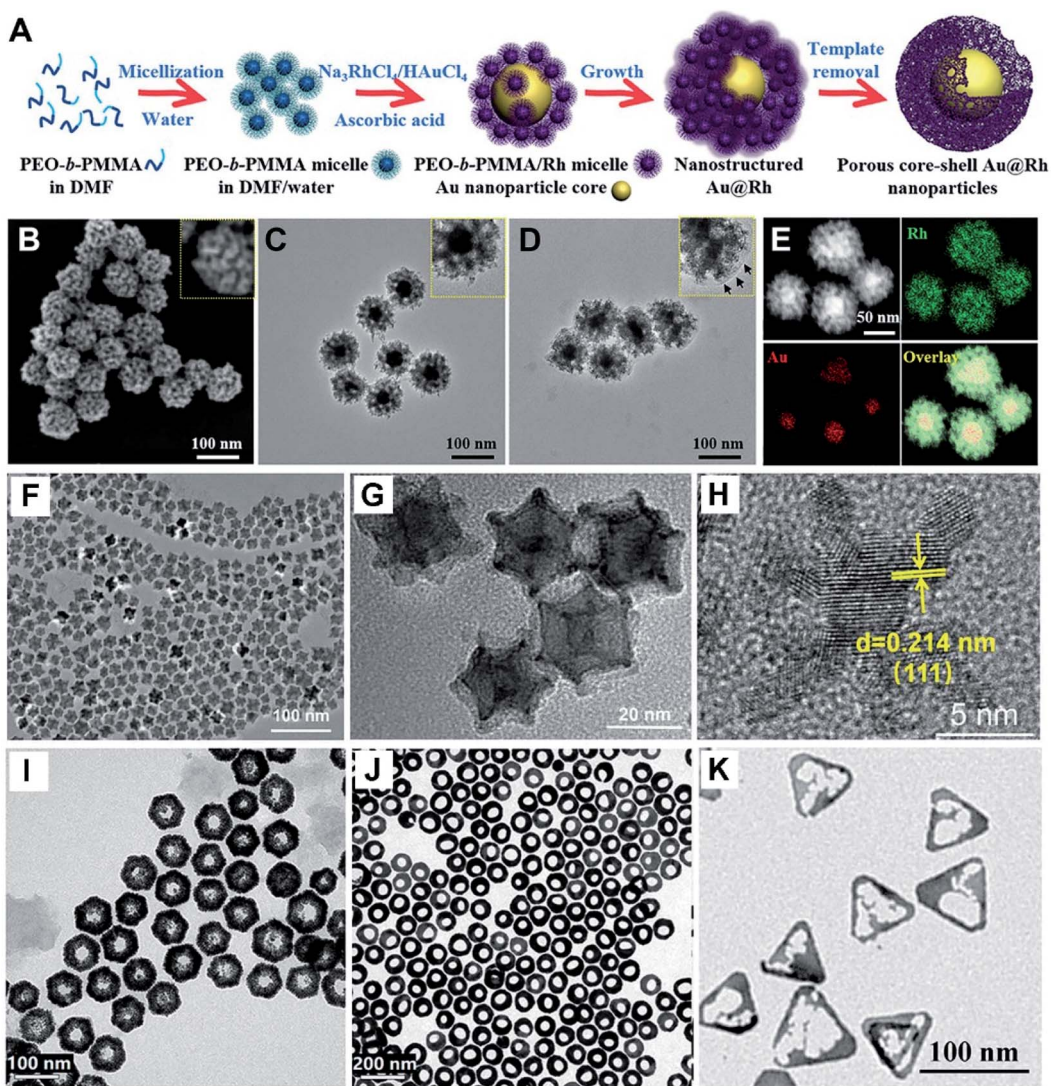 A
Micellization
Water
Na₃RhCl₄/HAuCl₄
Ascorbic acid
Growth
Template
removal
PEO-b-PMMA
in DMF
PEO-b-PMMA micelle
in DMF/water
PEO-b-PMMA/Rh micelle
Au nanoparticle core
Nanostructured
Au@Rh
Porous core-shell Au@Rh
nanoparticles
B
100 nm
C
100 nm
D
100 nm
E
50 nm
Rh
Au
Overlay
F
100 nm
G
20 nm
H
d=0.214 nm
(111)
5 nm
I
100 nm
J
200 nm
K
100 nm